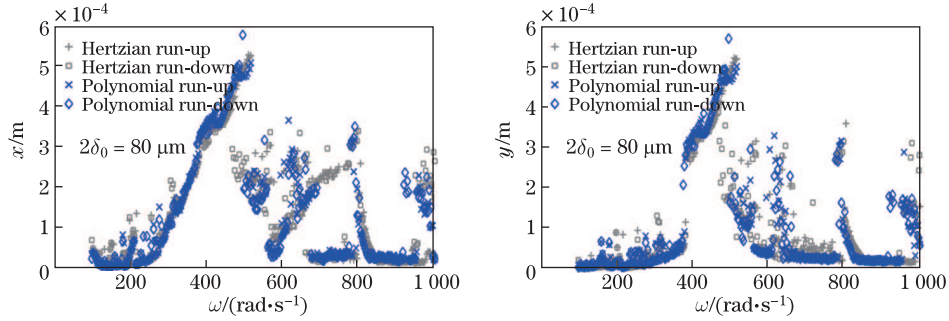 ×10⁻⁴
6
5
4
3
2
1
0
x/m
+ Hertzian run-up
□ Hertzian run-down
× Polynomial run-up
◇ Polynomial run-down
2δ₀ = 80 μm
200 400 600 800 1 000
ω/(rad·s⁻¹)
×10⁻⁴
6
5
4
3
2
1
0
y/m
+ Hertzian run-up
□ Hertzian run-down
× Polynomial run-up
◇ Polynomial run-down
2δ₀ = 80 μm
200 400 600 800 1 000
ω/(rad·s⁻¹)